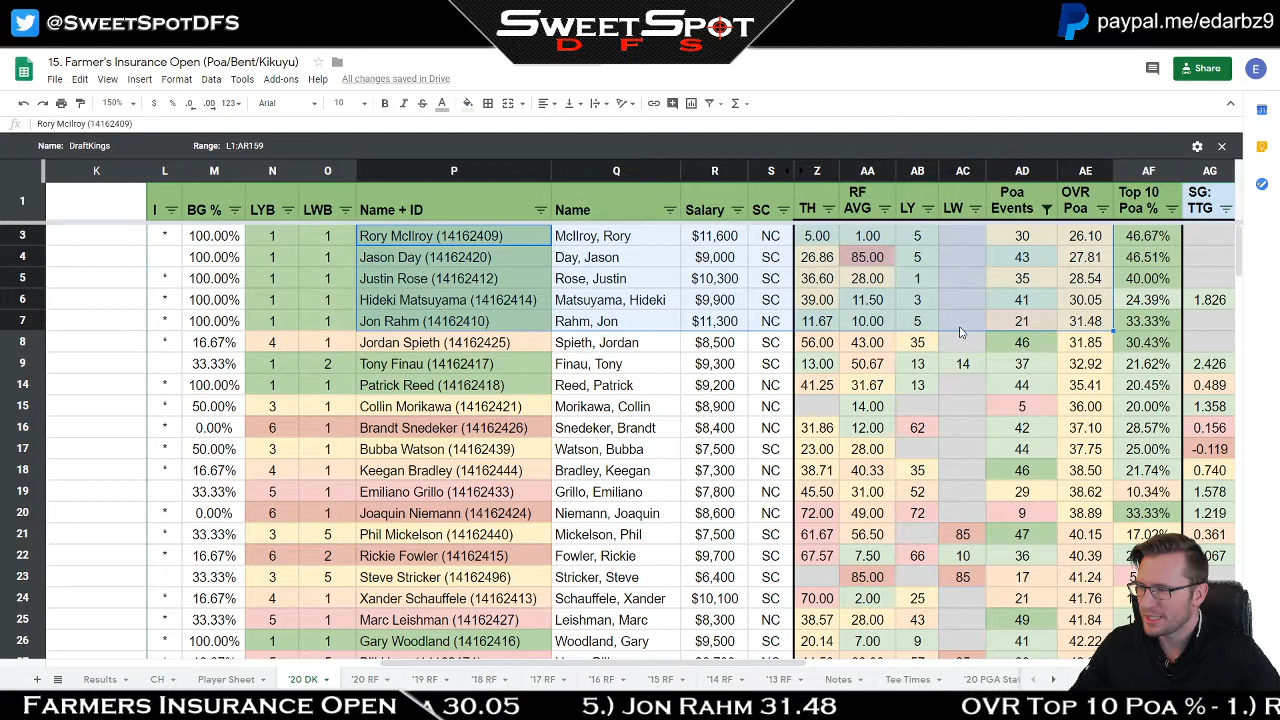 @SweetSpotDFS
SweetSpot
DFS
paypal.me/edarbz9
15. Farmer's Insurance Open (Poa/Bent/Kikuyu)
File Edit View Insert Format Data Tools Add-ons Help All changes saved in Drive
Share
E
150% $ % .0 .00 123 Arial 10 B I S A
fx Rory McIlroy (14162409)
Name: DraftKings Range: L1:AR159
K L M N O P Q R S Z AA AB AC AD AE AF AG
1 I BG % LYB LWB Name + ID Name Salary SC TH RF AVG LY LW Poa Events OVR Poa Top 10 Poa % SG: TTG
3 * 100.00% 1 1 Rory McIlroy (14162409) McIlroy, Rory $11,600 NC 5.00 1.00 5 30 26.10 46.67%
4 100.00% 1 1 Jason Day (14162420) Day, Jason $9,000 SC 26.86 85.00 5 43 27.81 46.51%
5 * 100.00% 1 1 Justin Rose (14162412) Rose, Justin $10,300 SC 36.60 28.00 1 35 28.54 40.00%
6 * 100.00% 1 1 Hideki Matsuyama (14162414) Matsuyama, Hideki $9,900 SC 39.00 11.50 3 41 30.05 24.39% 1.826
7 * 100.00% 1 1 Jon Rahm (14162410) Rahm, Jon $11,300 NC 11.67 10.00 5 21 31.48 33.33%
8 16.67% 4 1 Jordan Spieth (14162425) Spieth, Jordan $8,500 SC 56.00 43.00 35 46 31.85 30.43%
9 33.33% 1 2 Tony Finau (14162417) Finau, Tony $9,300 SC 13.00 50.67 13 14 37 32.92 21.62% 2.426
14 * 100.00% 1 1 Patrick Reed (14162418) Reed, Patrick $9,200 SC 41.25 31.67 13 44 35.41 20.45% 0.489
15 * 50.00% 3 1 Collin Morikawa (14162421) Morikawa, Collin $8,900 NC 14.00 5 36.00 20.00% 1.358
16 * 0.00% 6 1 Brandt Snedeker (14162426) Snedeker, Brandt $8,400 NC 31.86 12.00 62 42 37.10 28.57% 0.156
17 * 50.00% 3 1 Bubba Watson (14162439) Watson, Bubba $7,500 SC 23.00 28.00 44 37.75 25.00% -0.119
18 * 16.67% 4 1 Keegan Bradley (14162444) Bradley, Keegan $7,300 SC 38.71 40.33 35 46 38.50 21.74% 0.740
19 33.33% 5 1 Emiliano Grillo (14162433) Grillo, Emiliano $7,800 SC 45.50 31.00 52 29 38.62 10.34% 1.578
20 * 0.00% 6 1 Joaquin Niemann (14162424) Niemann, Joaquin $8,600 SC 72.00 49.00 72 9 38.89 33.33% 1.219
21 * 33.33% 3 5 Phil Mickelson (14162440) Mickelson, Phil $7,500 SC 61.67 56.50 85 47 40.15 17.02% 0.361
22 * 16.67% 6 2 Rickie Fowler (14162415) Fowler, Rickie $9,700 SC 67.57 7.50 66 10 36 40.39
23 33.33% 3 5 Steve Stricker (14162496) Stricker, Steve $6,400 SC 85.00 85 17 41.24
24 * 16.67% 4 1 Xander Schauffele (14162413) Schauffele, Xander $10,100 SC 70.00 2.00 25 21 41.76
25 * 33.33% 5 1 Marc Leishman (14162427) Leishman, Marc $8,300 SC 38.57 28.00 43 49
26 * 100.00% 1 1 Gary Woodland (14162416) Woodland, Gary $9,500 SC 20.14 7.00 9 41 42.22
Results CH Player Sheet '20 DK '20 RF '19 RF '18 RF '17 RF '16 RF '15 RF '14 RF '13 RF Notes Tee Times '20 PGA Stat
Farmers Insurance Open a 30.05 5.) Jon Rahm 31.48 OVR Top 10 Poa % - 1.) R